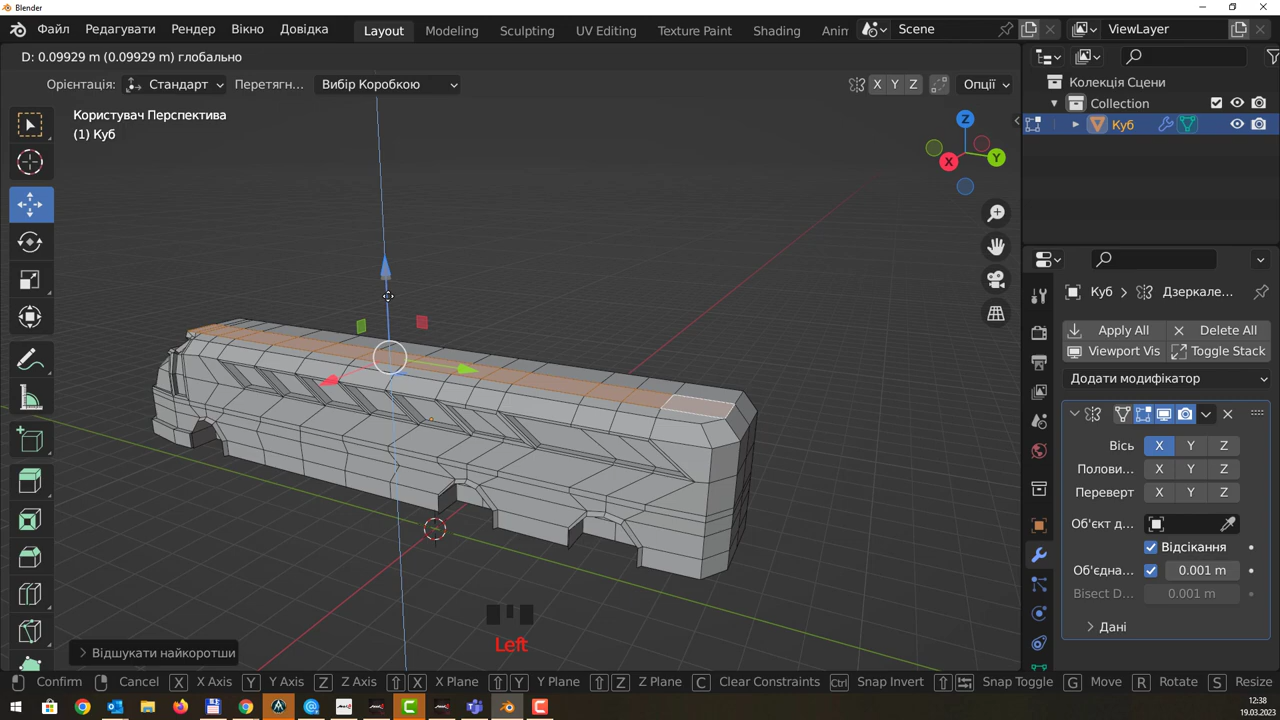 Blender
Файл Редагувати Рендер Вікно Довідка Layout Modeling Sculpting UV Editing Texture Paint Shading Anin Scene ViewLayer
D: 0.09929 m (0.09929 m) глобально
Орієнтація: Стандарт Перетягн... Вибір Коробкою X Y Z Опції
Користувач Перспектива
(1) Куб
Z
X
Y
Колекція Сцени
Collection
Куб
Куб Дзеркале...
Apply All Delete All
Viewport Vis Toggle Stack
Додати модифікатор
Вісь X Y Z
Полови... X Y Z
Переверт X Y Z
Об'єкт д...
Відсікання
Об'єдна... 0.001 m
Bisect D... 0.001 m
Дані
Left
Відшукати найкоротши
Confirm Cancel X X Axis Y Y Axis Z Z Axis X X Plane Y Y Plane Z Z Plane C Clear Constraints Ctrl Snap Invert Snap Toggle G Move R Rotate S Resize
12:38
19.03.2023